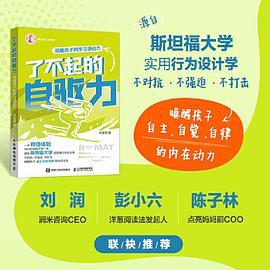 源自
斯坦福大学
实用行为设计学
不对抗·不强迫·不打击
唤醒孩子
自主、自觉、自律
的内在动力
唤醒孩子的学习源动力
了不起的
自驱力
B=MAT
刘 润
润米咨询CEO
彭小六
洋葱阅读法发起人
陈子林
点亮妈妈前COO
联·袂·推·荐